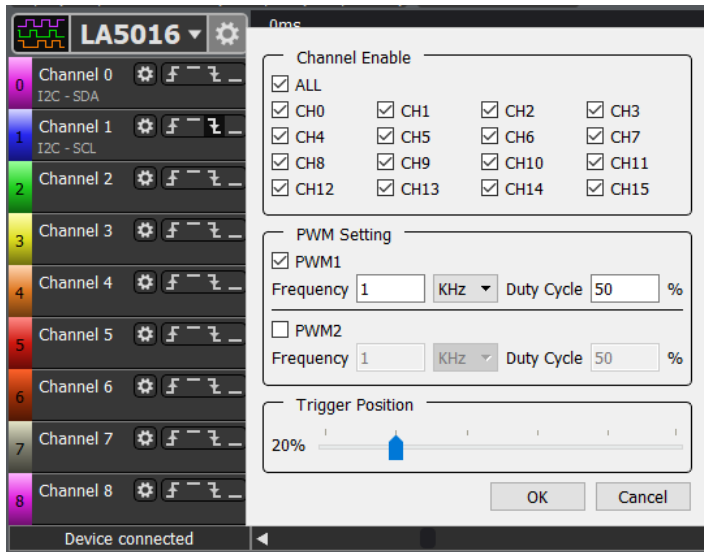 LA5016
0ms
0 Channel 0
I2C - SDA
1 Channel 1
I2C - SCL
2 Channel 2
3 Channel 3
4 Channel 4
5 Channel 5
6 Channel 6
7 Channel 7
8 Channel 8
Device connected
Channel Enable
ALL
CH0 CH1 CH2 CH3
CH4 CH5 CH6 CH7
CH8 CH9 CH10 CH11
CH12 CH13 CH14 CH15
PWM Setting
PWM1
Frequency 1 KHz Duty Cycle 50 %
PWM2
Frequency 1 KHz Duty Cycle 50 %
Trigger Position
20%
OK Cancel